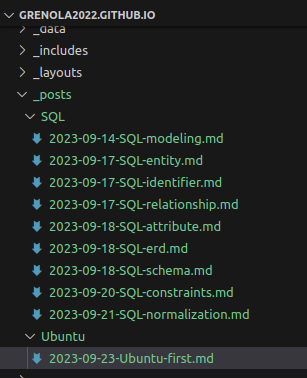 GRENOLA2022.GITHUB.IO
_data
_includes
_layouts
_posts
SQL
2023-09-14-SQL-modeling.md
2023-09-17-SQL-entity.md
2023-09-17-SQL-identifier.md
2023-09-17-SQL-relationship.md
2023-09-18-SQL-attribute.md
2023-09-18-SQL-erd.md
2023-09-18-SQL-schema.md
2023-09-20-SQL-constraints.md
2023-09-21-SQL-normalization.md
Ubuntu
2023-09-23-Ubuntu-first.md